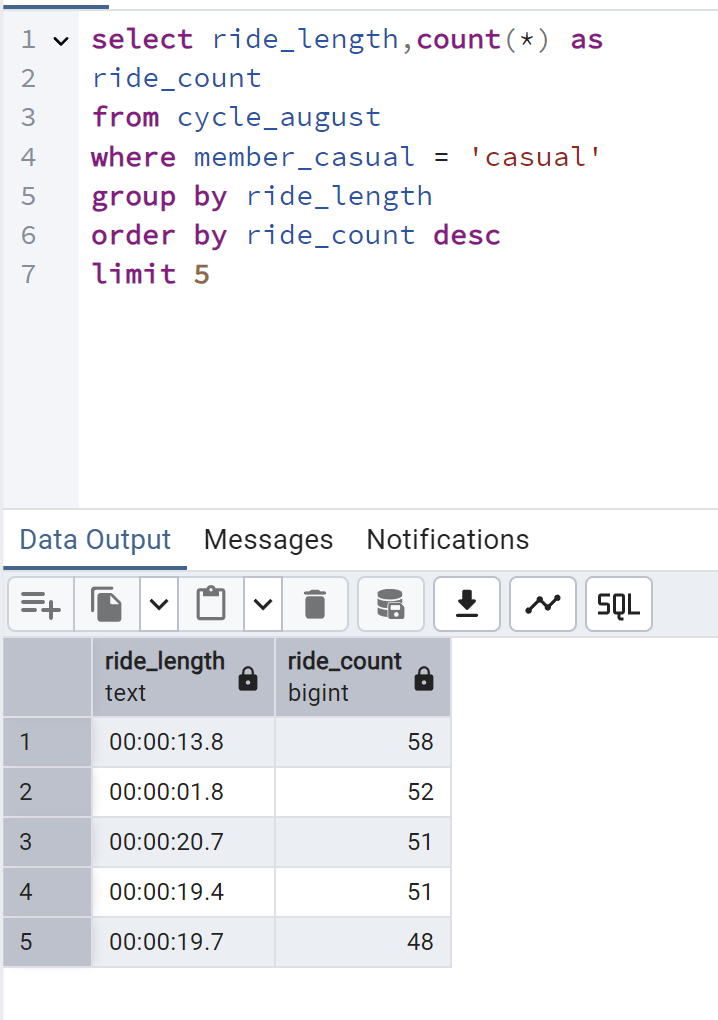 1 select ride_length,count(*) as
2 ride_count
3 from cycle_august
4 where member_casual = 'casual'
5 group by ride_length
6 order by ride_count desc
7 limit 5
Data Output Messages Notifications
SQL
ride_length ride_count
text bigint
1 00:00:13.8 58
2 00:00:01.8 52
3 00:00:20.7 51
4 00:00:19.4 51
5 00:00:19.7 48